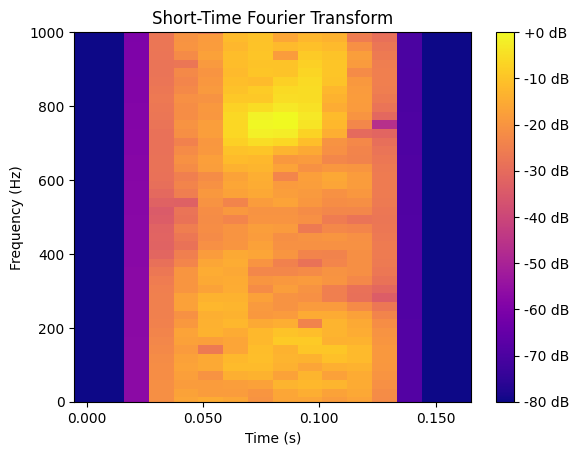 Short-Time Fourier Transform
1000
800
600
400
200
0
Frequency (Hz)
0.000
0.050
0.100
0.150
Time (s)
+0 dB
-10 dB
-20 dB
-30 dB
-40 dB
-50 dB
-60 dB
-70 dB
-80 dB